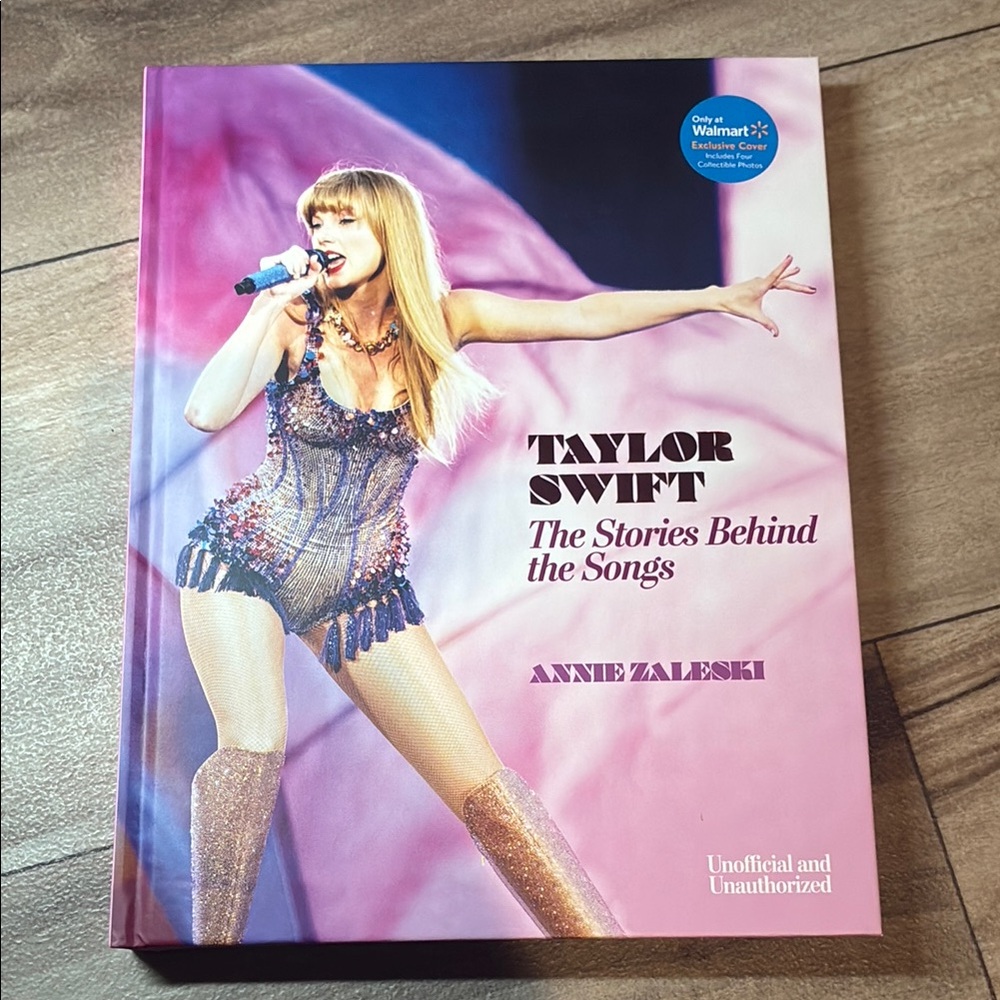 Only at
Walmart
Exclusive Cover
Includes Four
Collectible Photos
TAYLOR
SWIFT
The Stories Behind
the Songs
ANNIE ZALESKI
Unofficial and
Unauthorized